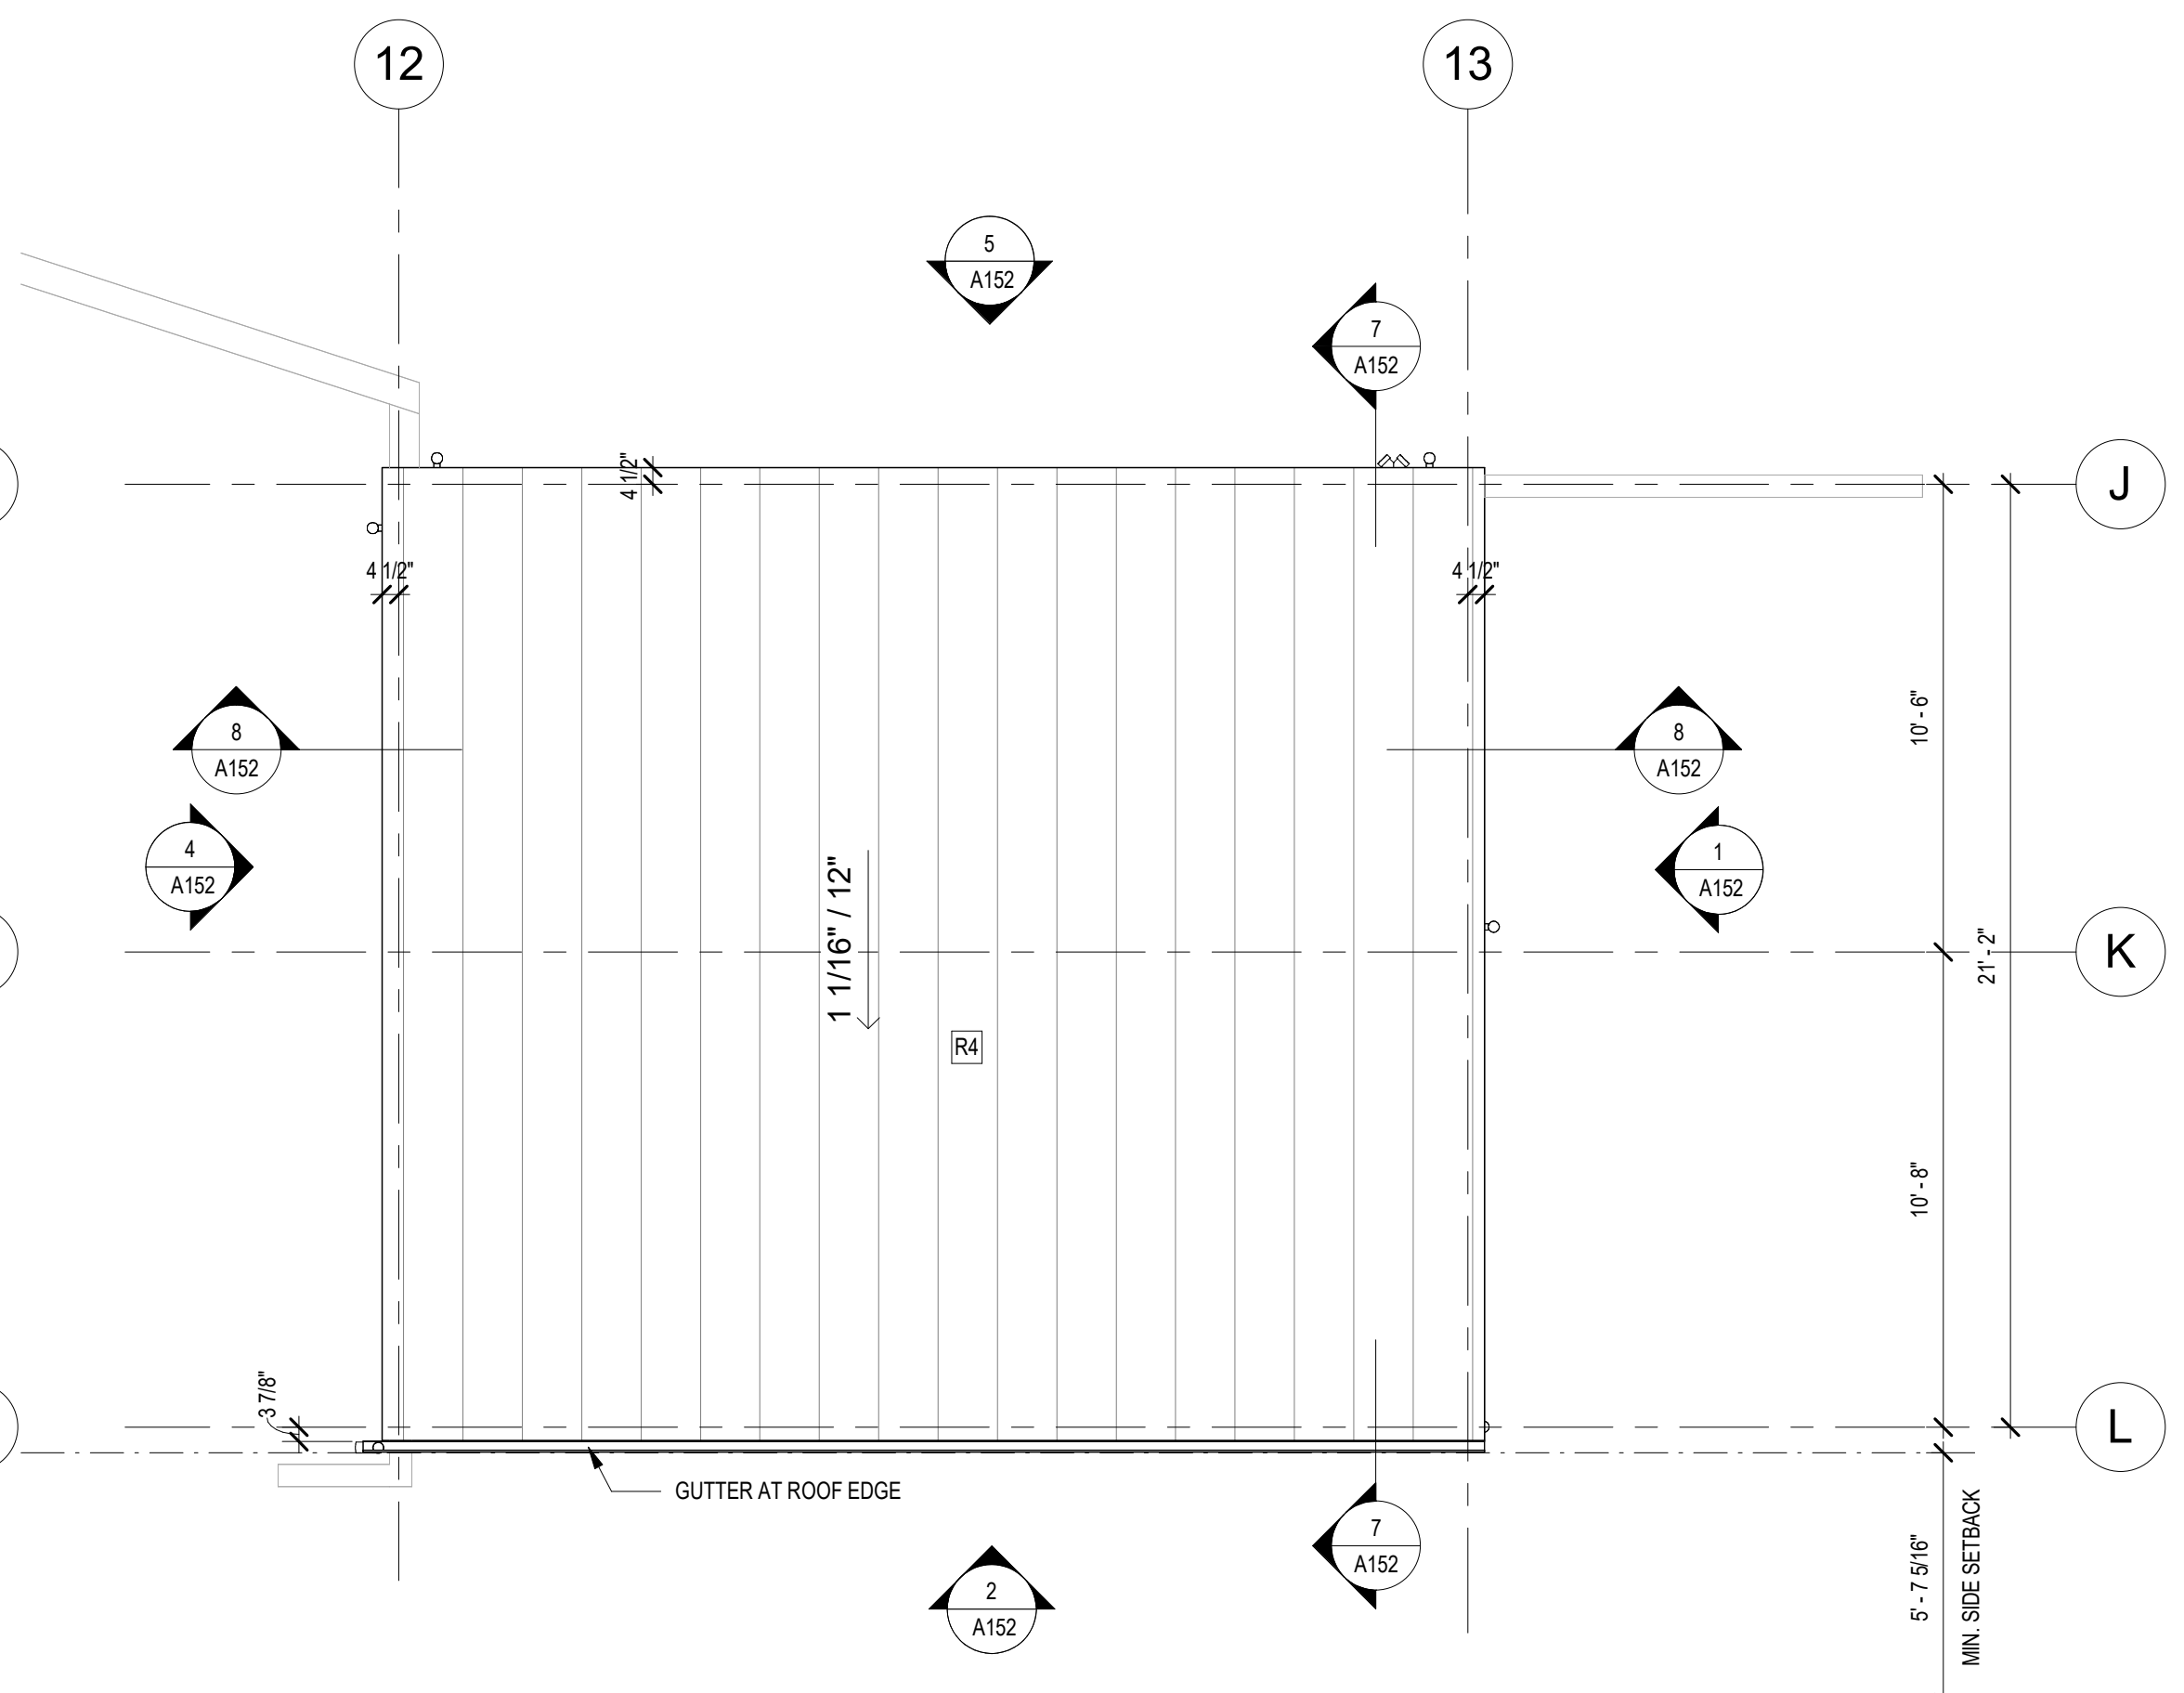 12
13
5
A152
7
A152
4 1/2"
J
4 1/2"
4 1/2"
10' - 6"
8
A152
8
A152
4
A152
1
A152
1 1/16" / 12"
21' - 2"
K
R4
10' - 8"
3 7/8"
L
GUTTER AT ROOF EDGE
7
A152
2
A152
5' - 7 5/16"
MIN. SIDE SETBACK